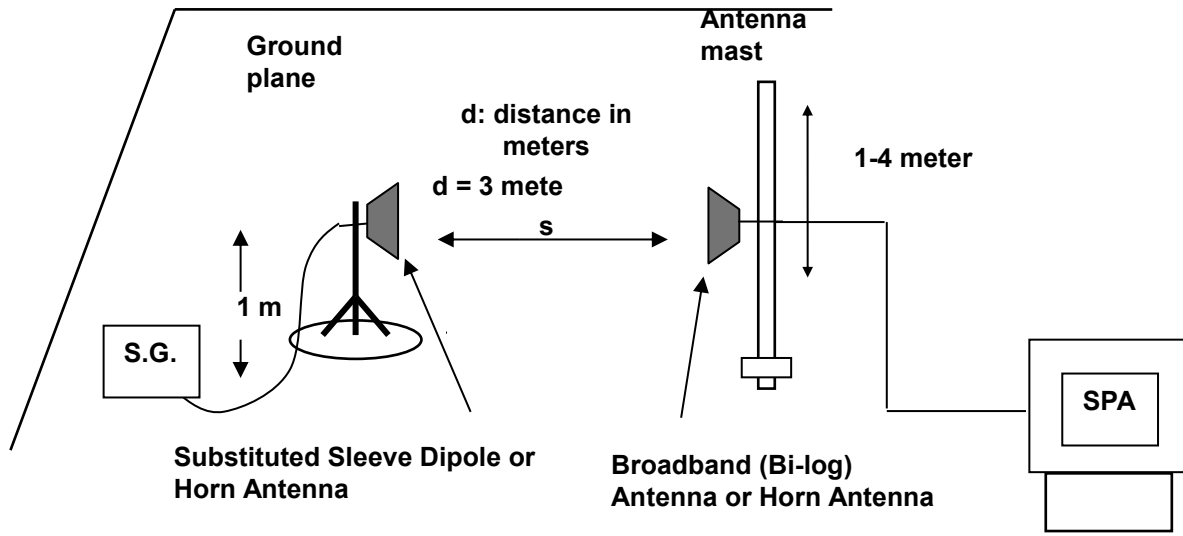 Antenna
mast
Ground
plane
d: distance in
meters
d = 3 mete
s
1-4 meter
1 m
S.G.
SPA
Substituted Sleeve Dipole or
Horn Antenna
Broadband (Bi-log)
Antenna or Horn Antenna